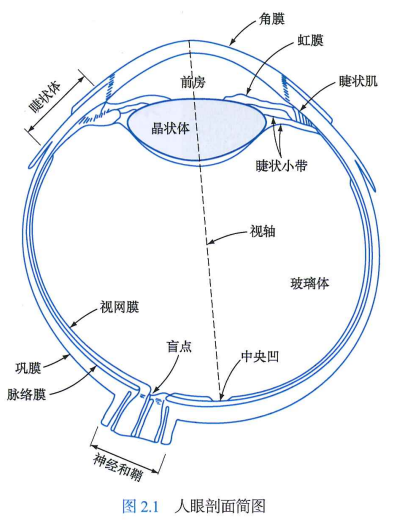 角膜
虹膜
前房
睫状肌
睫状体
晶状体
睫状小带
视轴
玻璃体
视网膜
盲点
中央凹
巩膜
脉络膜
神经和鞘
图 2.1 人眼剖面简图